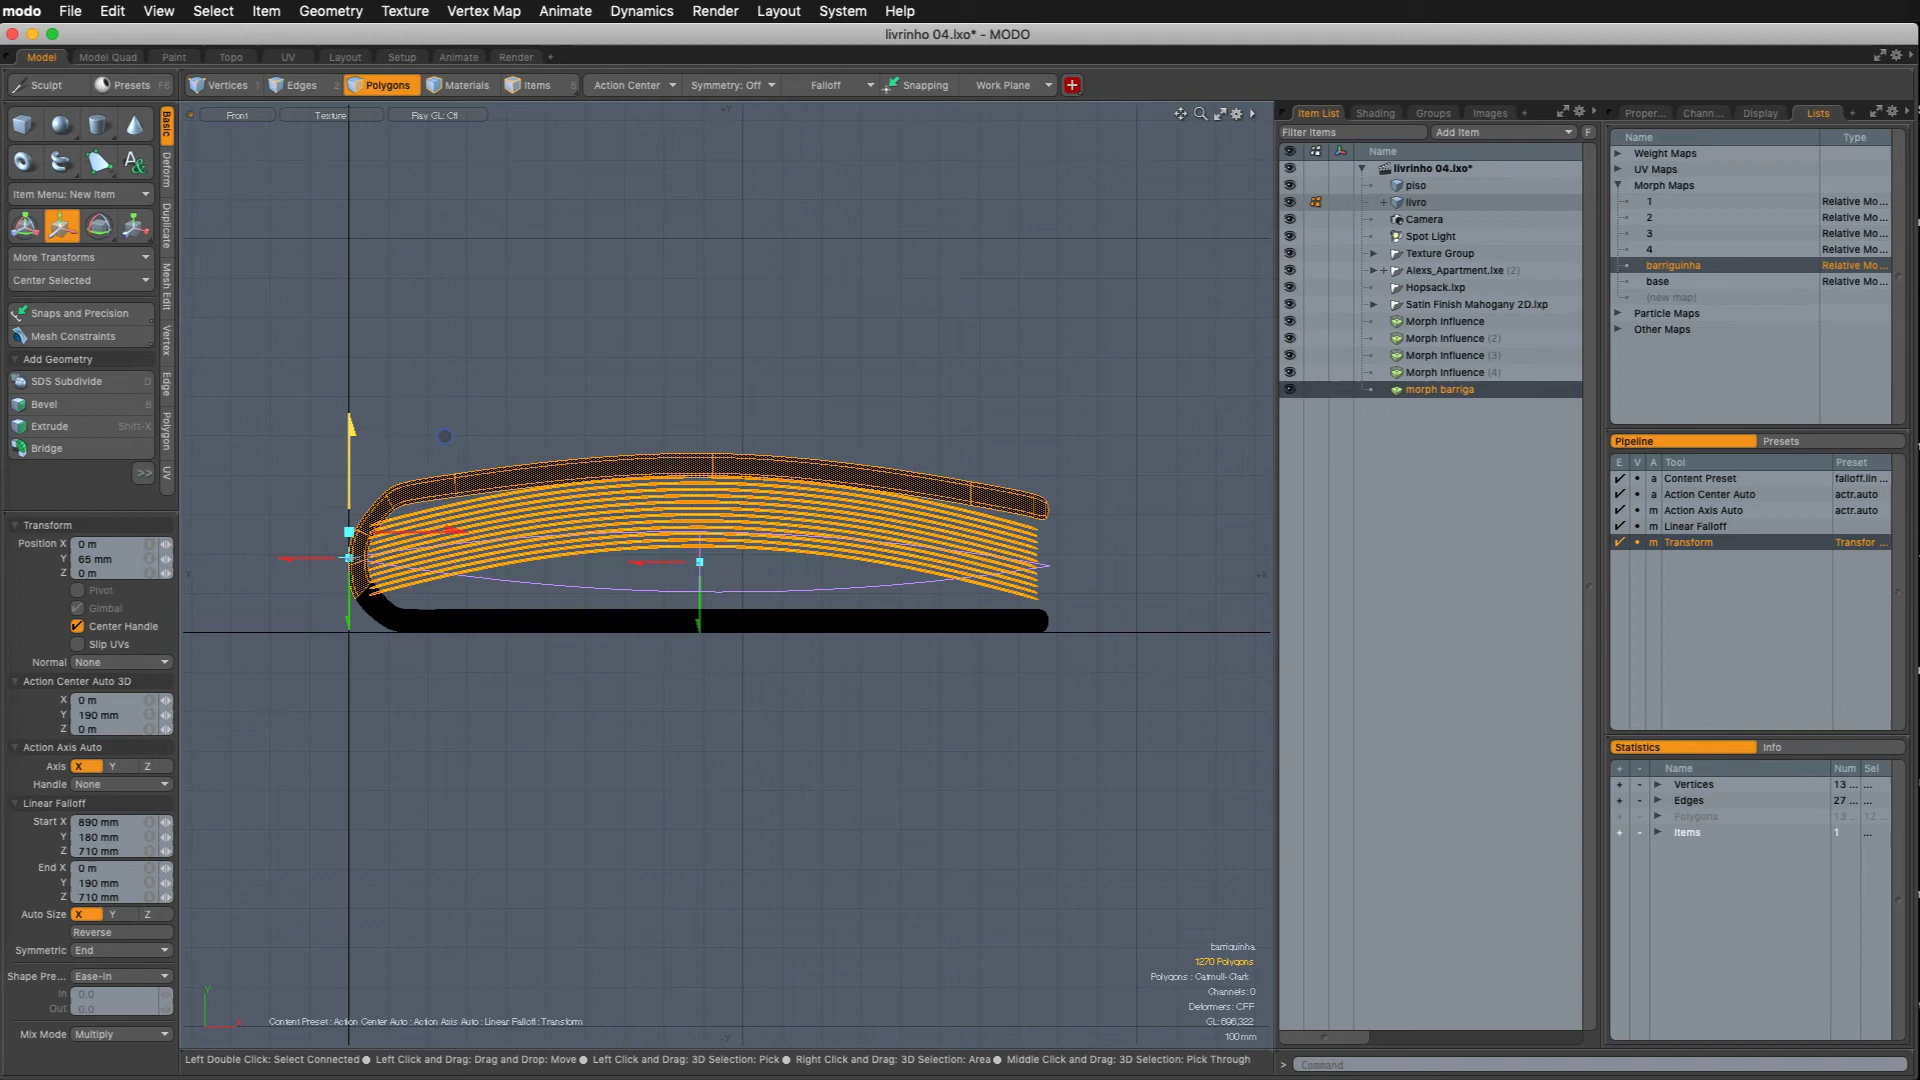 modo File Edit View Select Item Geometry Texture Vertex Map Animate Dynamics Render Layout System Help
livrinho 04.lxo* - MODO
Model Model Quad Paint Topo UV Layout Setup Animate Render +
Sculpt Presets F6 Vertices 1 Edges 2 Polygons Materials Items 5 Action Center Symmetry: Off Falloff Snapping Work Plane
Front Texture Ray GL: Off
+Y
X
+X
-Y
Basic
Deform
Duplicate
Mesh Edit
Vertex
Edge
Polygon
UV
Item Menu: New Item
More Transforms
Center Selected
Snaps and Precision
Mesh Constraints
Add Geometry
SDS Subdivide D
Bevel B
Extrude Shift-X
Bridge
>>
Transform
Position X 0 m
Y 65 mm
Z 0 m
Pivot
Gimbal
Center Handle
Slip UVs
Normal None
Action Center Auto 3D
X 0 m
Y 190 mm
Z 0 m
Action Axis Auto
Axis X Y Z
Handle None
Linear Falloff
Start X 890 mm
Y 180 mm
Z 710 mm
End X 0 m
Y 190 mm
Z 710 mm
Auto Size X Y Z
Reverse
Symmetric End
Shape Pre... Ease-In
In 0.0
Out 0.0
Mix Mode Multiply
Y
X
Content Preset : Action Center Auto : Action Axis Auto : Linear Falloff : Transform
barriguinha
1270 Polygons
Polygons : Catmull-Clark
Channels: 0
Deformers: OFF
GL: 696,322
100 mm
Left Double Click: Select Connected ● Left Click and Drag: Drag and Drop: Move ● Left Click and Drag: 3D Selection: Pick ● Right Click and Drag: 3D Selection: Area ● Middle Click and Drag: 3D Selection: Pick Through
Item List Shading Groups Images +
Filter Items Add Item F
Name
livrinho 04.lxo*
piso
livro
Camera
Spot Light
Texture Group
Alexs_Apartment.lxe (2)
Hopsack.lxp
Satin Finish Mahogany 2D.lxp
Morph Influence
Morph Influence (2)
Morph Influence (3)
Morph Influence (4)
morph barriga
Proper... Chann ... Display Lists +
Name Type
Weight Maps
UV Maps
Morph Maps
1 Relative Mo ...
2 Relative Mo ...
3 Relative Mo ...
4 Relative Mo ...
barriguinha Relative Mo ...
base Relative Mo ...
(new map)
Particle Maps
Other Maps
Pipeline Presets
E V A Tool Preset
a Content Preset falloff.lin ...
a Action Center Auto actr.auto
m Action Axis Auto actr.auto
m Linear Falloff
m Transform Transfor ...
Statistics Info
+ - Name Num Sel
+ - Vertices 13 ... ...
+ - Edges 27 ... ...
+ - Polygons 13 ... 12 ...
+ - Items 1 ...
> Command